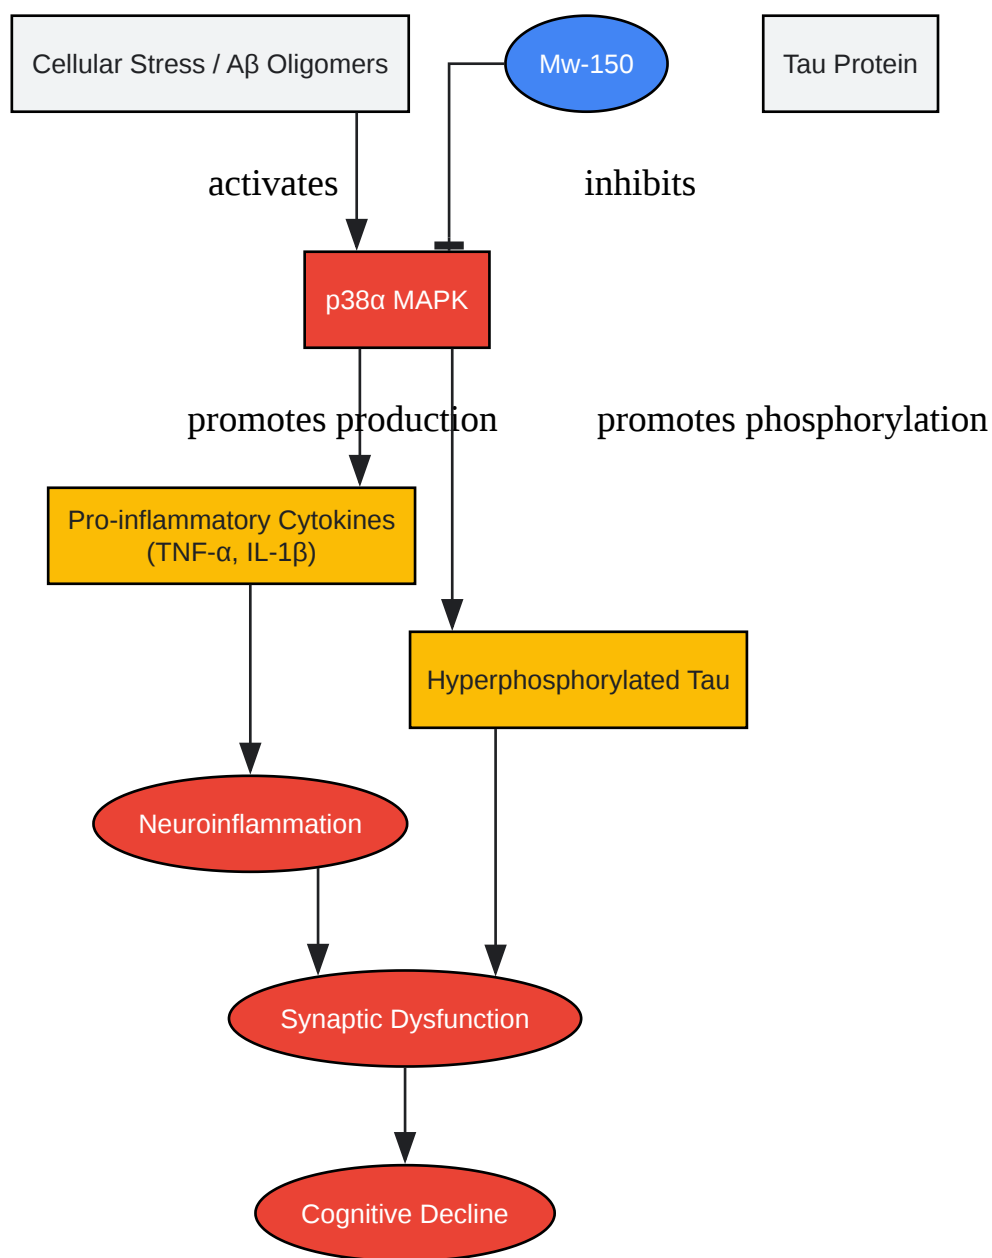 Cellular Stress / Aβ Oligomers
Mw-150
Tau Protein
activates
inhibits
p38α MAPK
promotes production
promotes phosphorylation
Pro-inflammatory Cytokines
(TNF-α, IL-1β)
Hyperphosphorylated Tau
Neuroinflammation
Synaptic Dysfunction
Cognitive Decline